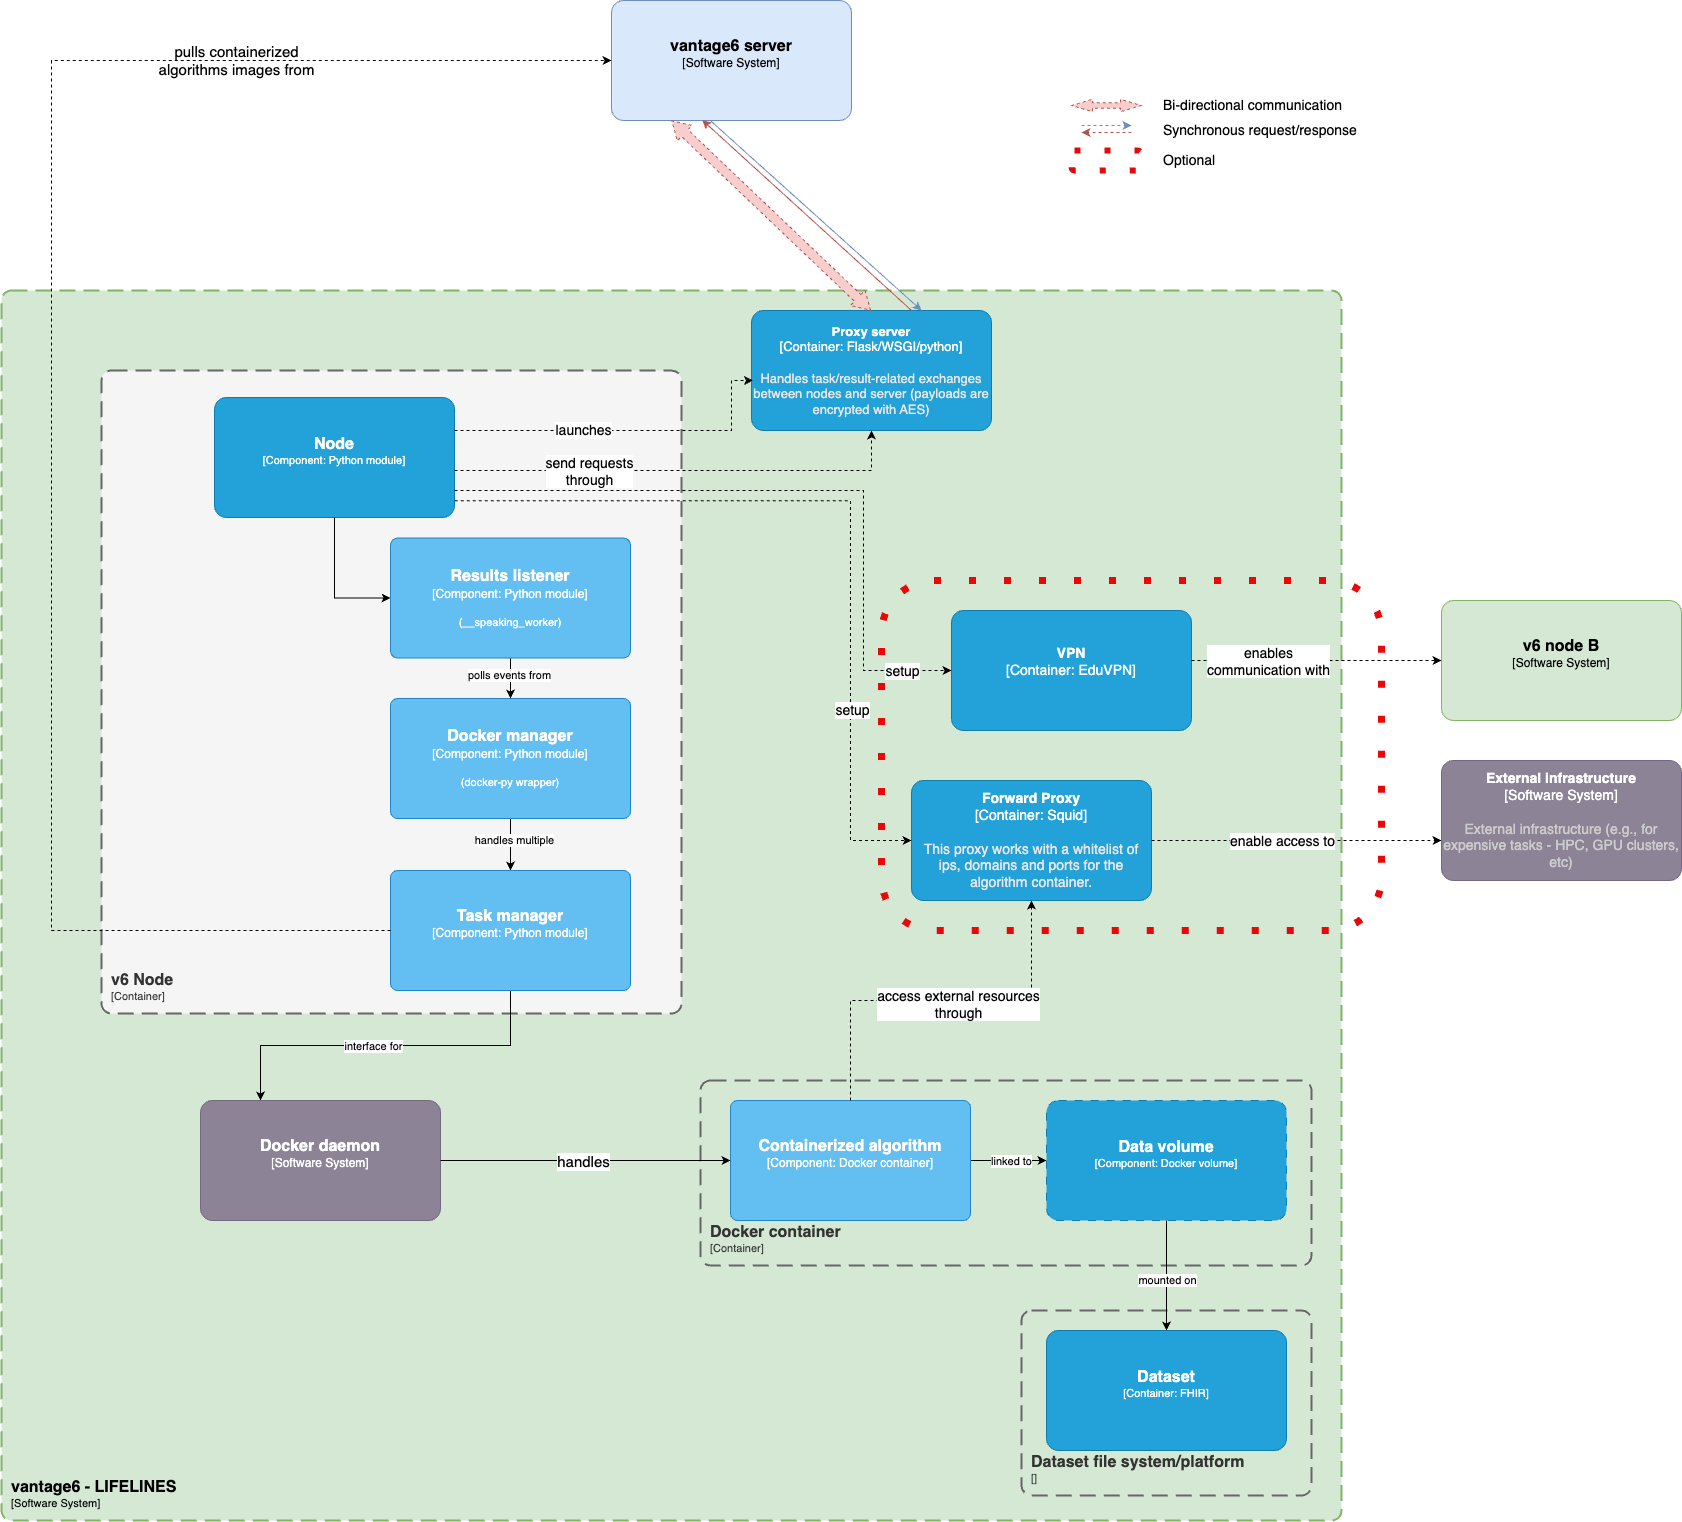 vantage6 server
[Software System]
pulls containerized
algorithms images from
Bi-directional communication
Synchronous request/response
Optional
Proxy server
[Container: Flask/WSGI/python]
Handles task/result-related exchanges
between nodes and server (payloads are
encrypted with AES)
Node
[Component: Python module]
launches
send requests
through
Results listener
[Component: Python module]
(__speaking_worker)
polls events from
Docker manager
[Component: Python module]
(docker-py wrapper)
handles multiple
Task manager
[Component: Python module]
v6 Node
[Container]
setup
setup
VPN
[Container: EduVPN]
enables
communication with
v6 node B
[Software System]
Forward Proxy
[Container: Squid]
This proxy works with a whitelist of
ips, domains and ports for the
algorithm container.
enable access to
External infrastructure
[Software System]
External infrastructure (e.g., for
expensive tasks - HPC, GPU clusters,
etc)
access external resources
through
interface for
Docker daemon
[Software System]
handles
Containerized algorithm
[Component: Docker container]
linked to
Data volume
[Component: Docker volume]
Docker container
[Container]
mounted on
Dataset
[Container: FHIR]
Dataset file system/platform
[]
vantage6 - LIFELINES
[Software System]